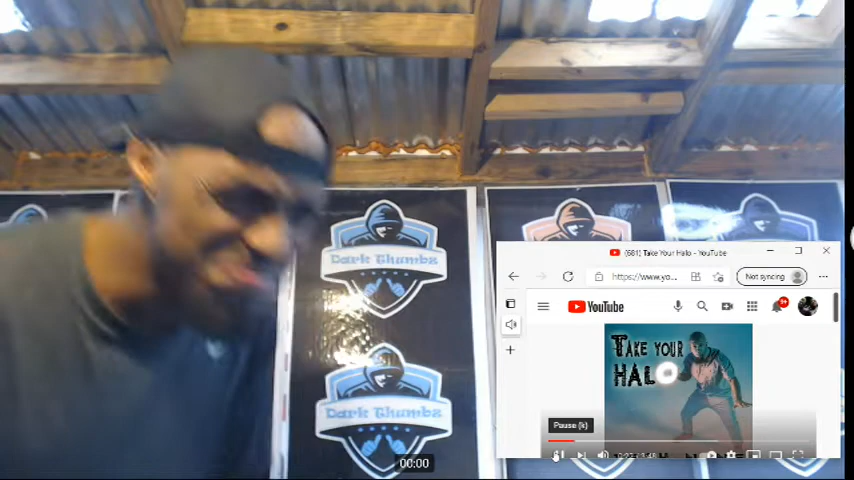 Dark Thumbz
Dark Thumbz
(681) Take Your Halo - YouTube
https://www.yo
Not syncing
YouTube
9+
TAKE YOUR
HALO
Pause (k)
00:00